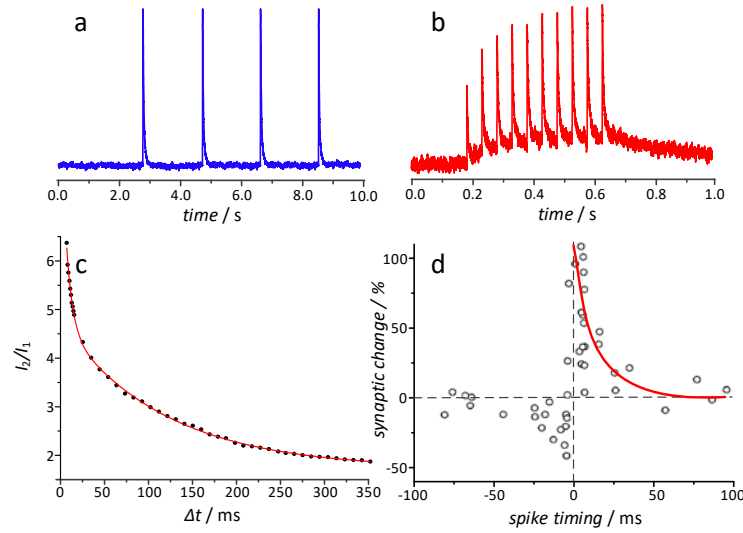 a
b
0.0 2.0 4.0 6.0 8.0 10.0
time / s
0.0 0.2 0.4 0.6 0.8 1.0
time / s
c
6
5
4
3
2
I2/I1
0 50 100 150 200 250 300 350
Δt / ms
d
100
50
0
-50
synaptic change / %
-100 -50 0 50 100
spike timing / ms